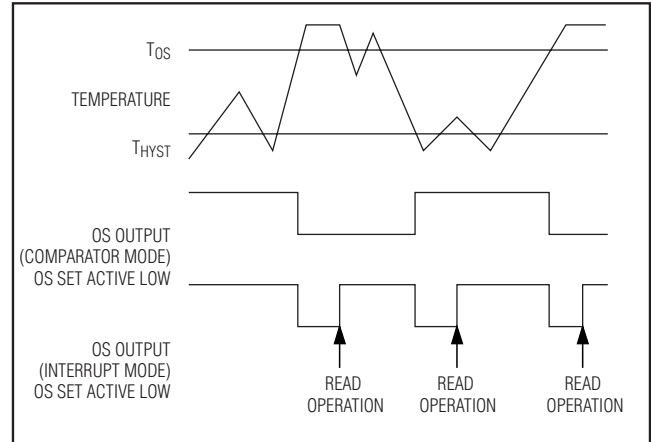 TOS
TEMPERATURE
THYST
OS OUTPUT
(COMPARATOR MODE)
OS SET ACTIVE LOW
OS OUTPUT
(INTERRUPT MODE)
OS SET ACTIVE LOW
READ
OPERATION
READ
OPERATION
READ
OPERATION